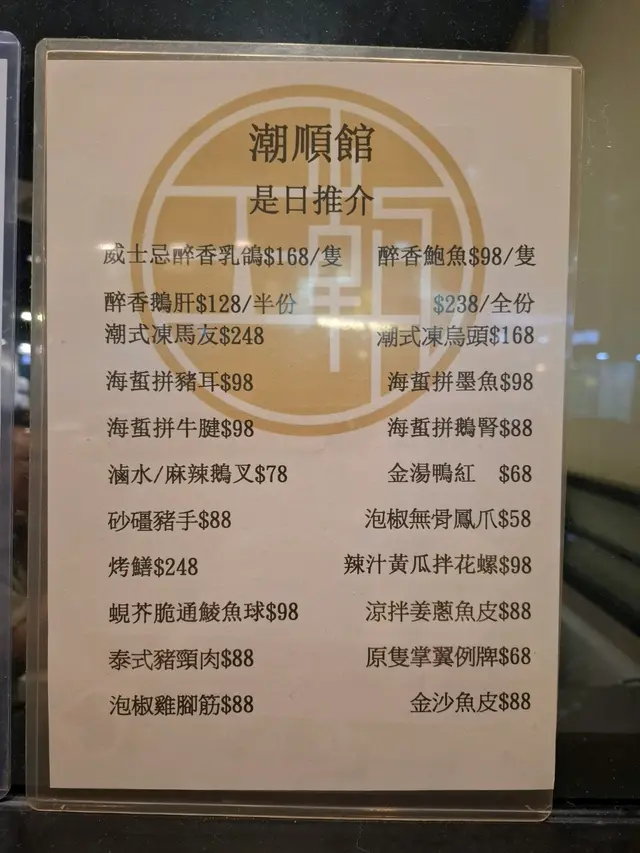 潮順館
是日推介
威士忌醉香乳鴿$168/隻 醉香鮑魚$98/隻
醉香鵝肝$128/半份 $238/全份
潮式凍馬友$248 潮式凍烏頭$168
海蜇拼豬耳$98 海蜇拼墨魚$98
海蜇拼牛腱$98 海蜇拼鵝腎$88
滷水/麻辣鵝叉$78 金湯鴨紅 $68
砂礓豬手$88 泡椒無骨鳳爪$58
烤鱔$248 辣汁黃瓜拌花螺$98
蜆芥脆通鯪魚球$98 涼拌姜蔥魚皮$88
泰式豬頸肉$88 原隻掌翼例牌$68
泡椒雞腳筋$88 金沙魚皮$88